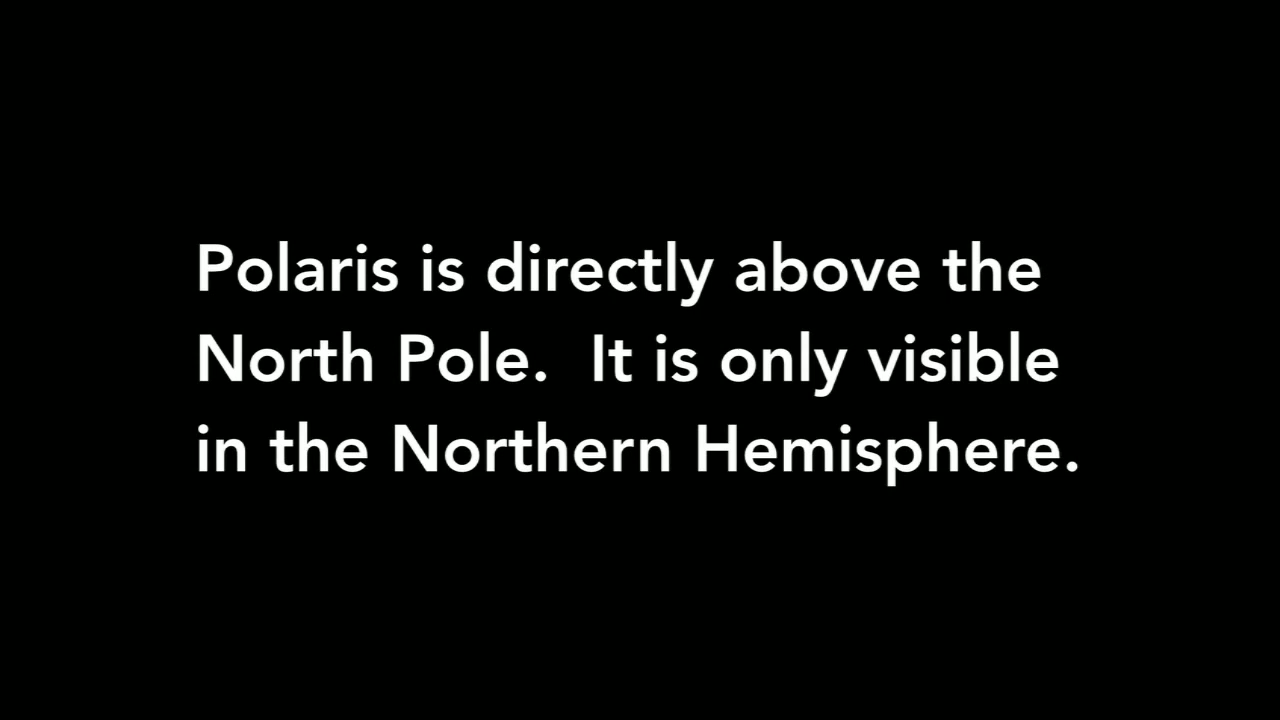 Polaris is directly above the
North Pole.  It is only visible
in the Northern Hemisphere.